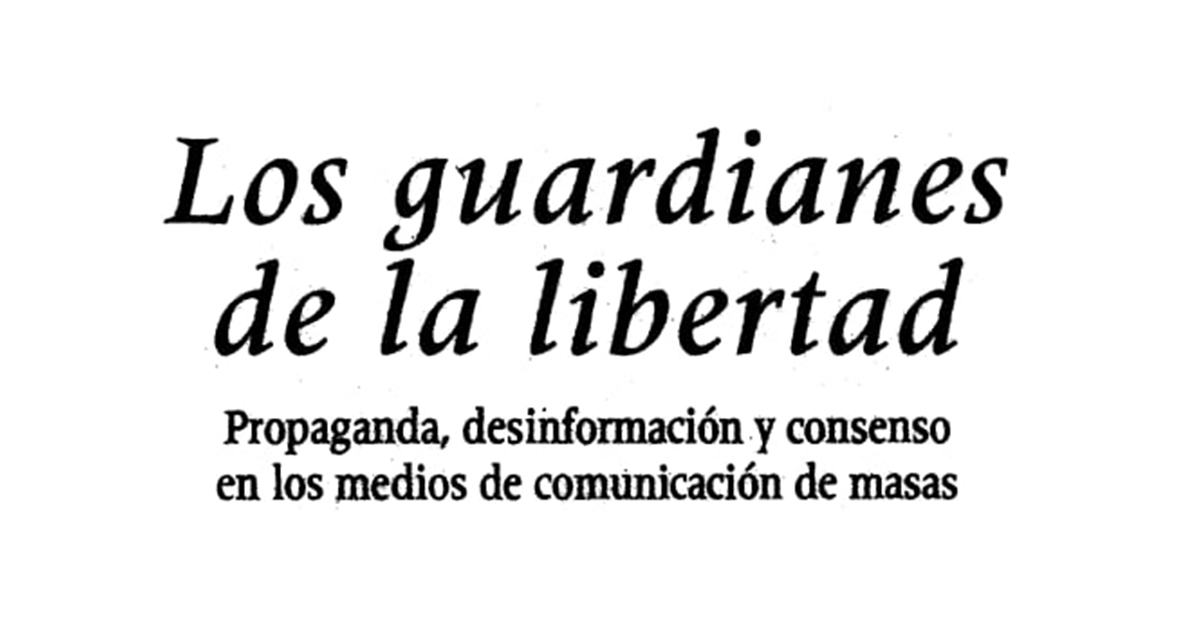 Los guardianes
de la libertad
Propaganda, desinformación y consenso
en los medios de comunicación de masas